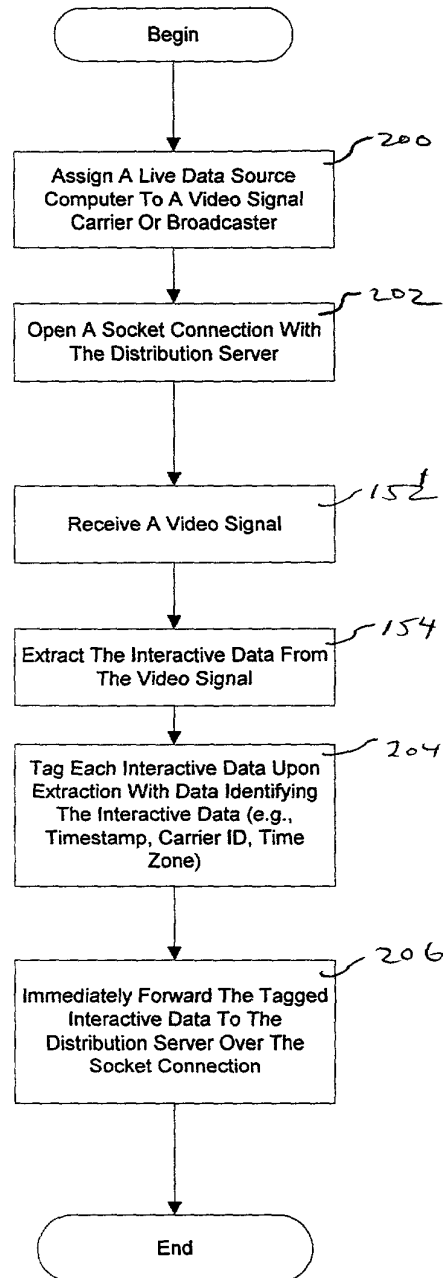 Begin
200
Assign A Live Data Source
Computer To A Video Signal
Carrier Or Broadcaster
202
Open A Socket Connection With
The Distribution Server
152
Receive A Video Signal
154
Extract The Interactive Data From
The Video Signal
204
Tag Each Interactive Data Upon
Extraction With Data Identifying
The Interactive Data (e.g.,
Timestamp, Carrier ID, Time
Zone)
206
Immediately Forward The Tagged
Interactive Data To The
Distribution Server Over The
Socket Connection
End